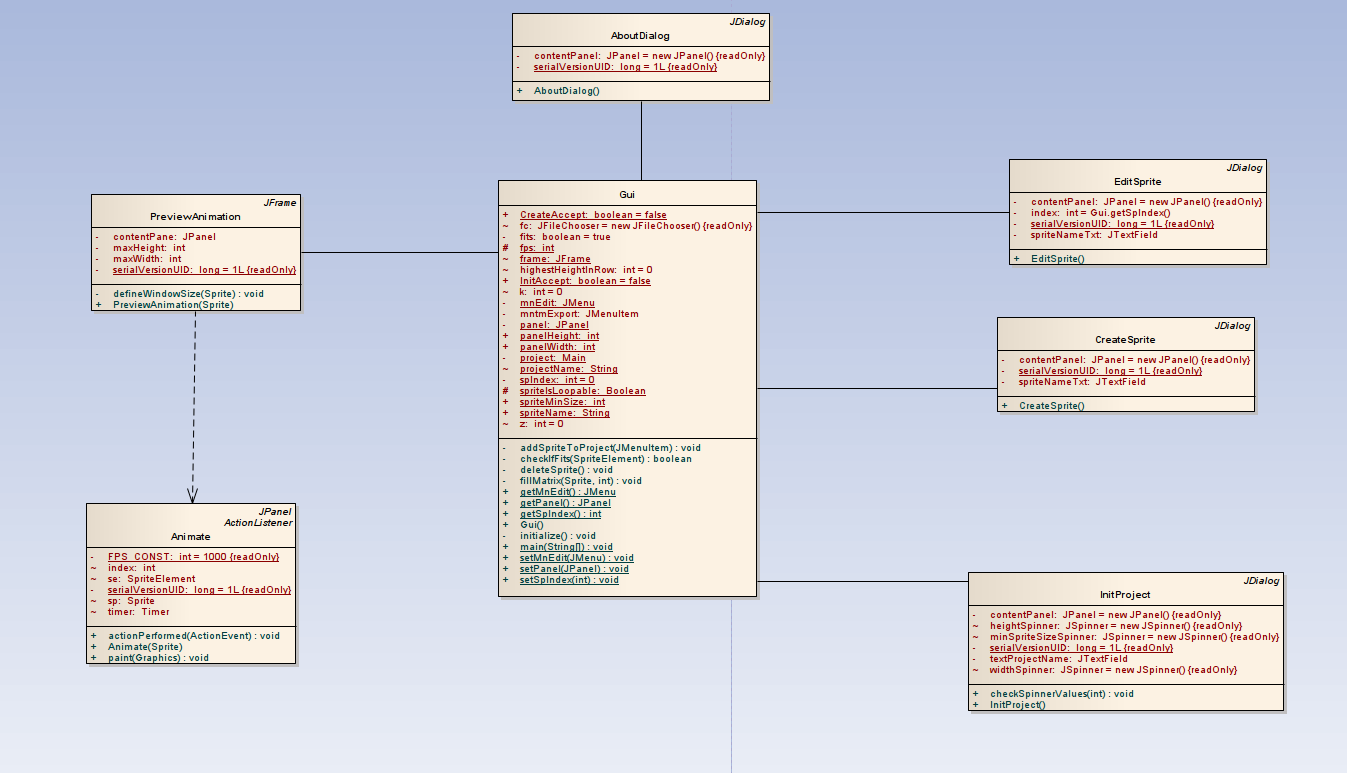 JDialog
AboutDialog
- contentPanel: JPanel = new JPanel() {readOnly}
- serialVersionUID: long = 1L {readOnly}
+ AboutDialog()
JFrame
PreviewAnimation
- contentPane: JPanel
- maxHeight: int
- maxWidth: int
- serialVersionUID: long = 1L {readOnly}
- defineWindowSize(Sprite) : void
+ PreviewAnimation(Sprite)
Gui
+ CreateAccept: boolean = false
~ fc: JFileChooser = new JFileChooser() {readOnly}
- fits: boolean = true
# fps: int
~ frame: JFrame
~ highestHeightInRow: int = 0
+ InitAccept: boolean = false
~ k: int = 0
- mnEdit: JMenu
- mntmExport: JMenuItem
- panel: JPanel
+ panelHeight: int
+ panelWidth: int
- project: Main
~ projectName: String
- spIndex: int = 0
# spriteIsLoopable: Boolean
+ spriteMinSize: int
+ spriteName: String
~ z: int = 0
- addSpriteToProject(JMenuItem) : void
- checkIfFits(SpriteElement) : boolean
- deleteSprite() : void
- fillMatrix(Sprite, int) : void
+ getMnEdit() : JMenu
+ getPanel() : JPanel
+ getSpIndex() : int
+ Gui()
- initialize() : void
+ main(String[]) : void
+ setMnEdit(JMenu) : void
+ setPanel(JPanel) : void
+ setSpIndex(int) : void
JDialog
EditSprite
- contentPanel: JPanel = new JPanel() {readOnly}
- index: int = Gui.getSpIndex()
- serialVersionUID: long = 1L {readOnly}
- spriteNameTxt: JTextField
+ EditSprite()
JDialog
CreateSprite
- contentPanel: JPanel = new JPanel() {readOnly}
- serialVersionUID: long = 1L {readOnly}
- spriteNameTxt: JTextField
+ CreateSprite()
JPanel
ActionListener
Animate
- FPS_CONST: int = 1000 {readOnly}
~ index: int
~ se: SpriteElement
- serialVersionUID: long = 1L {readOnly}
~ sp: Sprite
~ timer: Timer
+ actionPerformed(ActionEvent) : void
+ Animate(Sprite)
+ paint(Graphics) : void
JDialog
InitProject
- contentPanel: JPanel = new JPanel() {readOnly}
~ heightSpinner: JSpinner = new JSpinner() {readOnly}
~ minSpriteSizeSpinner: JSpinner = new JSpinner() {readOnly}
- serialVersionUID: long = 1L {readOnly}
- textProjectName: JTextField
~ widthSpinner: JSpinner = new JSpinner() {readOnly}
+ checkSpinnerValues(int) : void
+ InitProject()